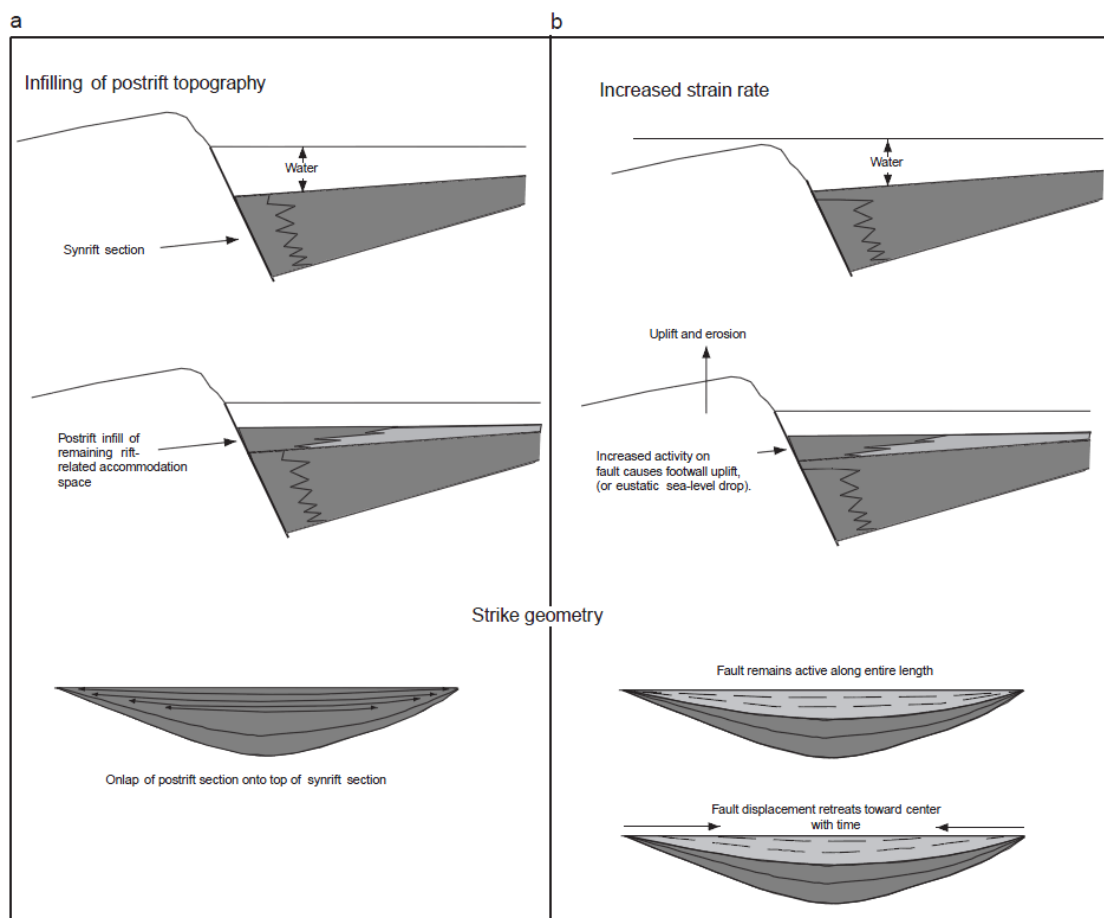 a
Infilling of postrift topography
Water
Synrift section
Postrift infill of
remaining rift-
related accommodation
space
b
Increased strain rate
Water
Uplift and erosion
Increased activity on
fault causes footwall uplift,
(or eustatic sea-level drop).
Strike geometry
Onlap of postrift section onto top of synrift section
Fault remains active along entire length
Fault displacement retreats toward center
with time